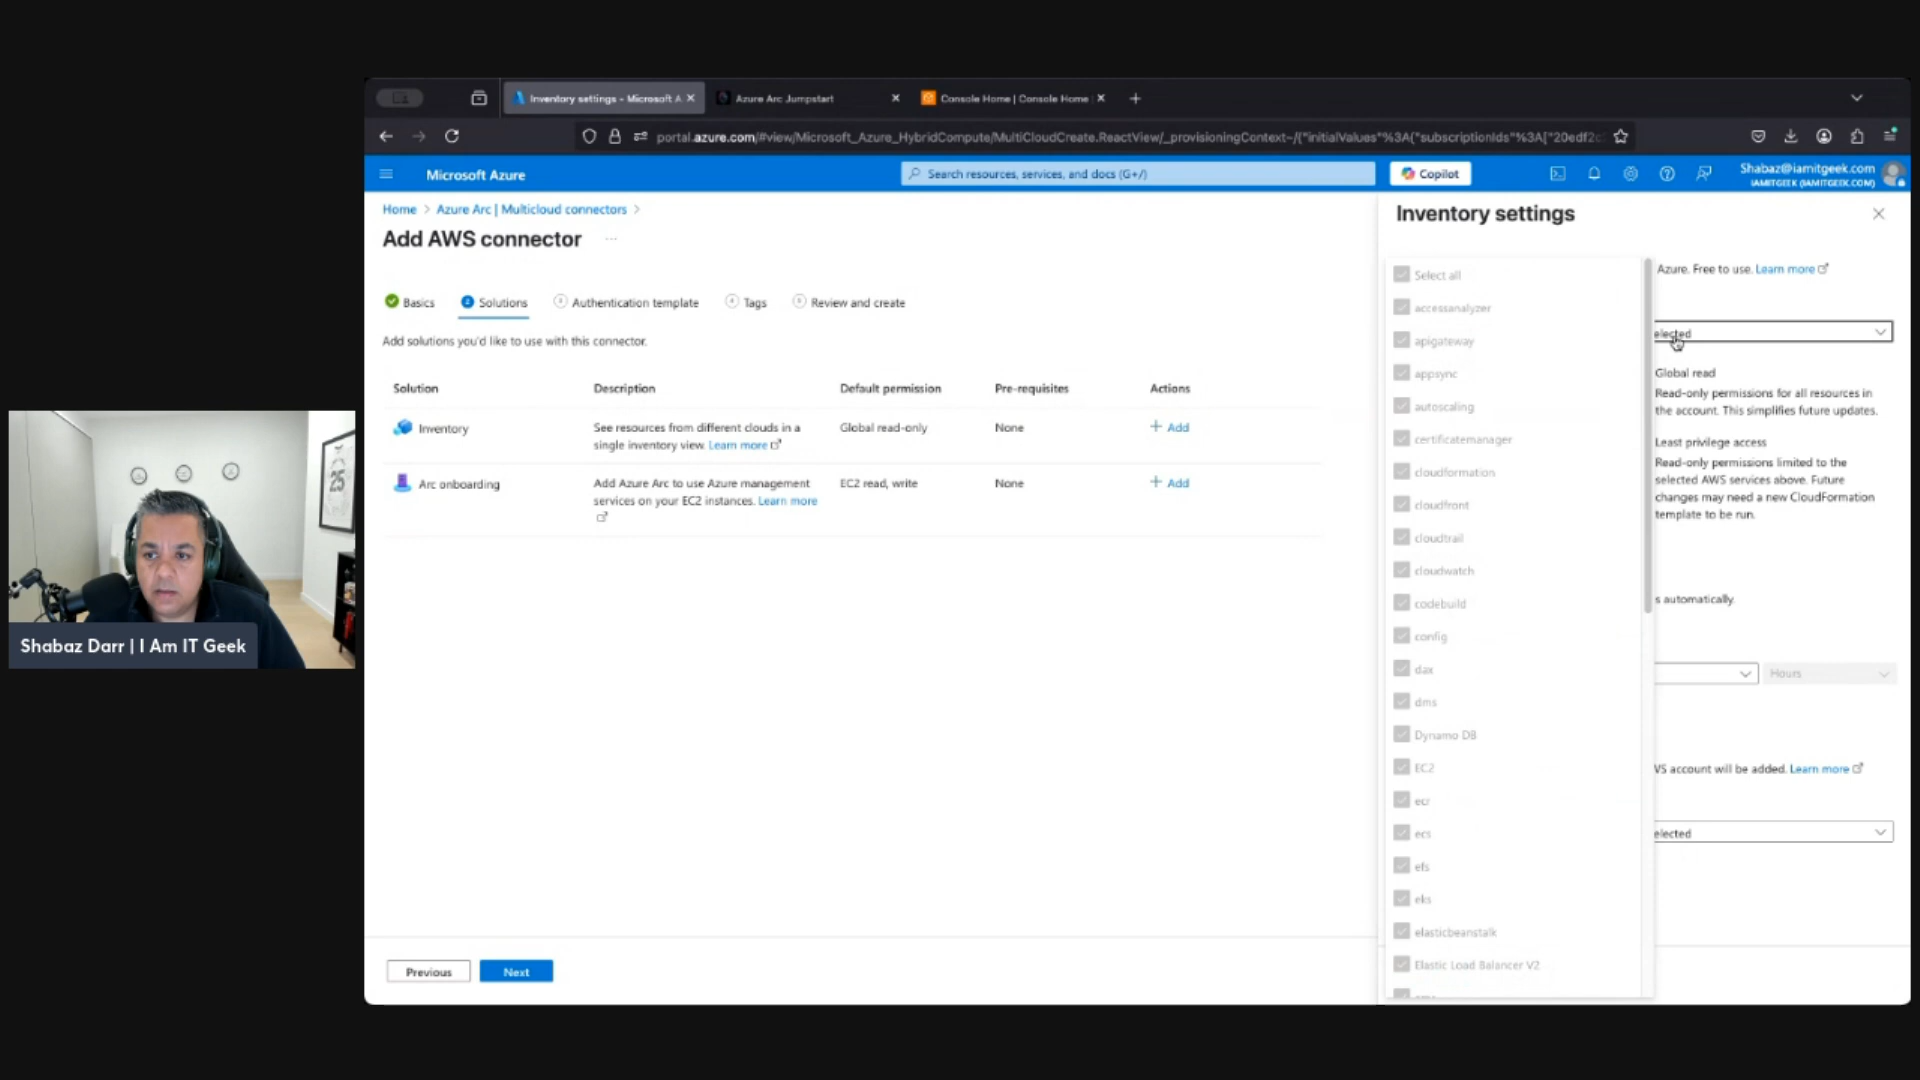 Inventory settings - Microsoft A
Azure Arc Jumpstart
Console Home | Console Home
portal.azure.com/#view/Microsoft_Azure_HybridCompute/MultiCloudCreate.ReactView/_provisioningContext~/{"initialValues"%3A{"subscriptionIds"%3A["20edf2c
Microsoft Azure
Search resources, services, and docs (G+/)
Copilot
Shabaz@iamitgeek.com
IAMITGEEK (IAMITGEEK.COM)
Home > Azure Arc | Multicloud connectors >
Add AWS connector
...
Basics
2 Solutions
3 Authentication template
4 Tags
5 Review and create
Add solutions you'd like to use with this connector.
Solution Description Default permission Pre-requisites Actions
Inventory
See resources from different clouds in a
single inventory view. Learn more
Global read-only
None
+ Add
Arc onboarding
Add Azure Arc to use Azure management
services on your EC2 instances. Learn more
EC2 read, write
None
+ Add
Previous
Next
Inventory settings
Azure. Free to use. Learn more
elected
Global read
Read-only permissions for all resources in
the account. This simplifies future updates.
Least privilege access
Read-only permissions limited to the
selected AWS services above. Future
changes may need a new CloudFormation
template to be run.
s automatically.
Hours
VS account will be added. Learn more
elected
Select all
accessanalyzer
apigateway
appsync
autoscaling
certificatemanager
cloudformation
cloudfront
cloudtrail
cloudwatch
codebuild
config
dax
dms
Dynamo DB
EC2
ecr
ecs
efs
eks
elasticbeanstalk
Elastic Load Balancer V2
25
Shabaz Darr | I Am IT Geek